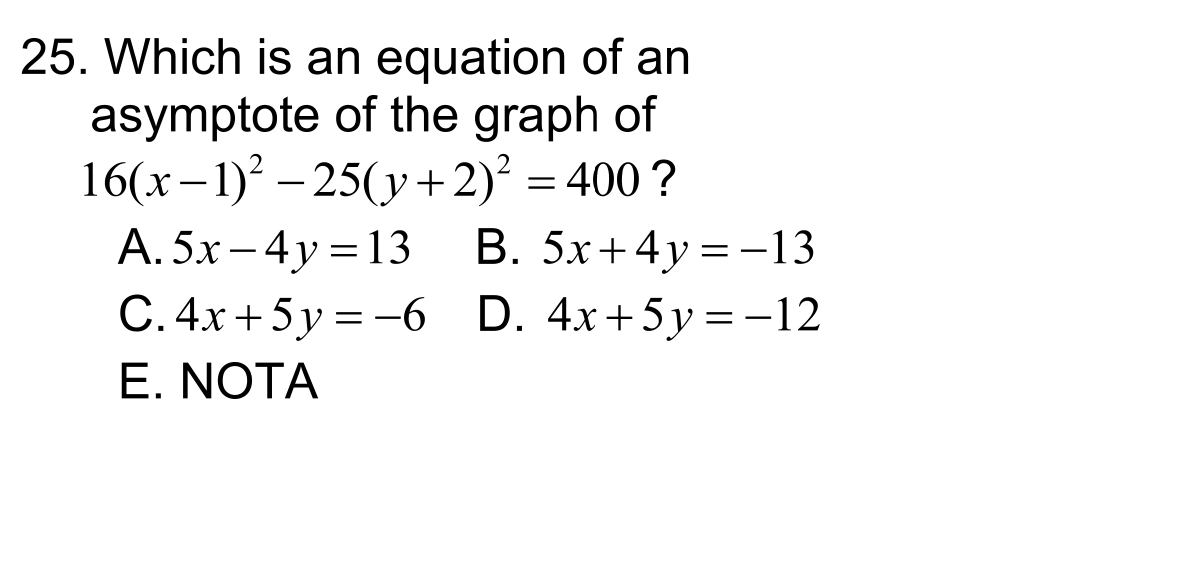 25. Which is an equation of an
asymptote of the graph of
16(x−1)² − 25(y+2)² = 400 ?
A. 5x − 4y = 13 B. 5x + 4y = −13
C. 4x + 5y = −6 D. 4x + 5y = −12
E. NOTA